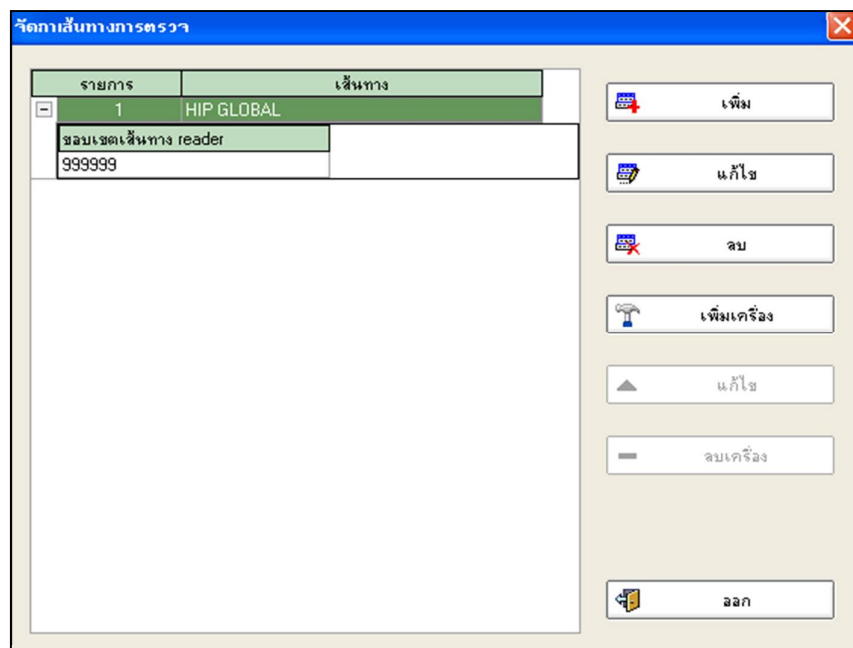 จัดกาเส้นทางการตรวจ
รายการ เส้นทาง
1 HIP GLOBAL
ขอบเขตเส้นทาง reader
999999
เพิ่ม
แก้ไข
ลบ
เพิ่มเครื่อง
แก้ไข
ลบเครื่อง
ออก